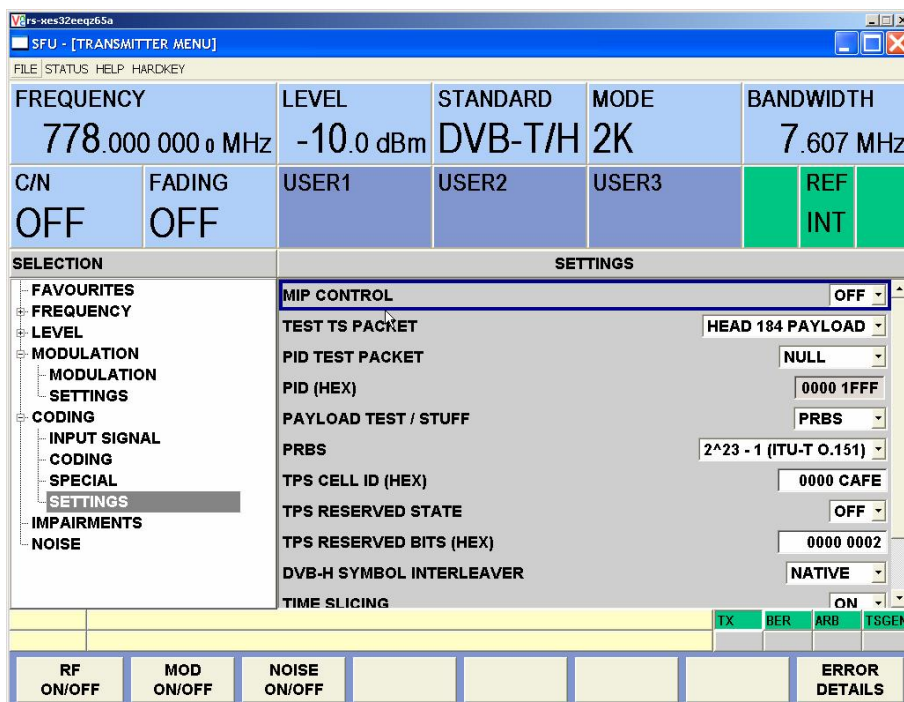 rs-xes32eeqz65a
SFU - [TRANSMITTER MENU]
FILE STATUS HELP HARDKEY
FREQUENCY LEVEL STANDARD MODE BANDWIDTH
778.000 000 0 MHz -10.0 dBm DVB-T/H 2K 7.607 MHz
C/N FADING USER1 USER2 USER3 REF
OFF OFF INT
SELECTION SETTINGS
FAVOURITES
FREQUENCY
LEVEL
MODULATION
MODULATION
SETTINGS
CODING
INPUT SIGNAL
CODING
SPECIAL
SETTINGS
IMPAIRMENTS
NOISE
MIP CONTROL OFF
TEST TS PACKET HEAD 184 PAYLOAD
PID TEST PACKET NULL
PID (HEX) 0000 1FFF
PAYLOAD TEST / STUFF PRBS
PRBS 2^23 - 1 (ITU-T O.151)
TPS CELL ID (HEX) 0000 CAFE
TPS RESERVED STATE OFF
TPS RESERVED BITS (HEX) 0000 0002
DVB-H SYMBOL INTERLEAVER NATIVE
TIME SLICING ON
TX BER ARB TSGEN
RF ON/OFF
MOD ON/OFF
NOISE ON/OFF
ERROR DETAILS